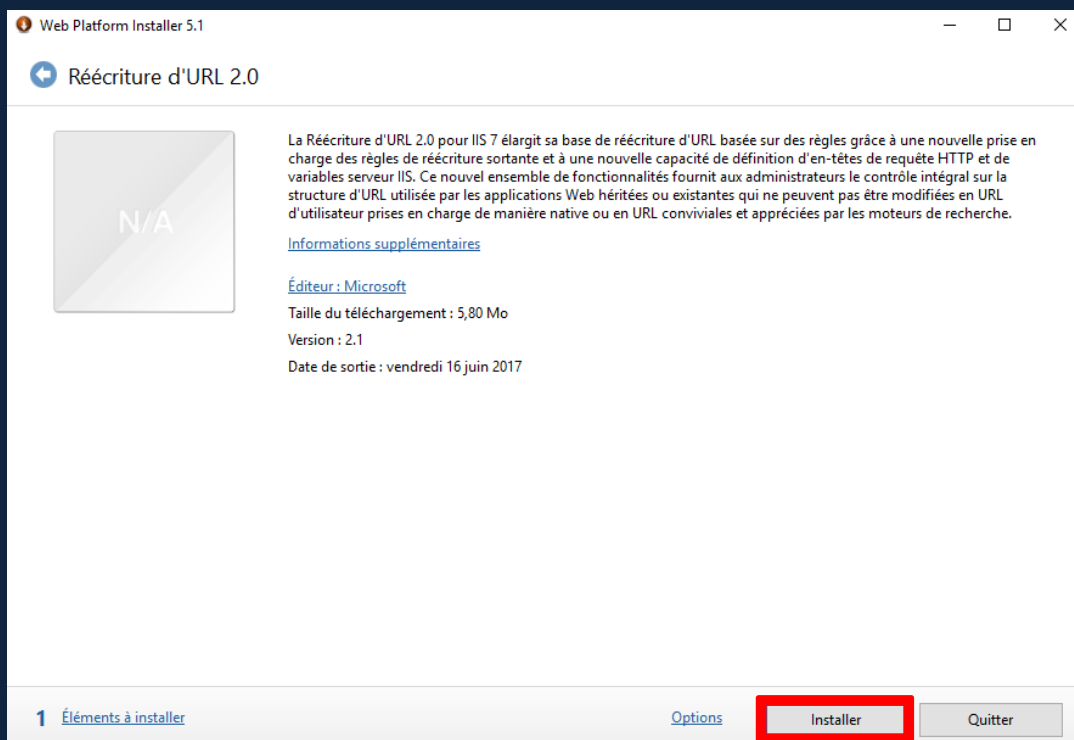 Web Platform Installer 5.1
Réécriture d'URL 2.0
N/A
La Réécriture d'URL 2.0 pour IIS 7 élargit sa base de réécriture d'URL basée sur des règles grâce à une nouvelle prise en
charge des règles de réécriture sortante et à une nouvelle capacité de définition d'en-têtes de requête HTTP et de
variables serveur IIS. Ce nouvel ensemble de fonctionnalités fournit aux administrateurs le contrôle intégral sur la
structure d'URL utilisée par les applications Web héritées ou existantes qui ne peuvent pas être modifiées en URL
d'utilisateur prises en charge de manière native ou en URL conviviales et appréciées par les moteurs de recherche.
Informations supplémentaires
Éditeur : Microsoft
Taille du téléchargement : 5,80 Mo
Version : 2.1
Date de sortie : vendredi 16 juin 2017
1 Éléments à installer Options Installer Quitter